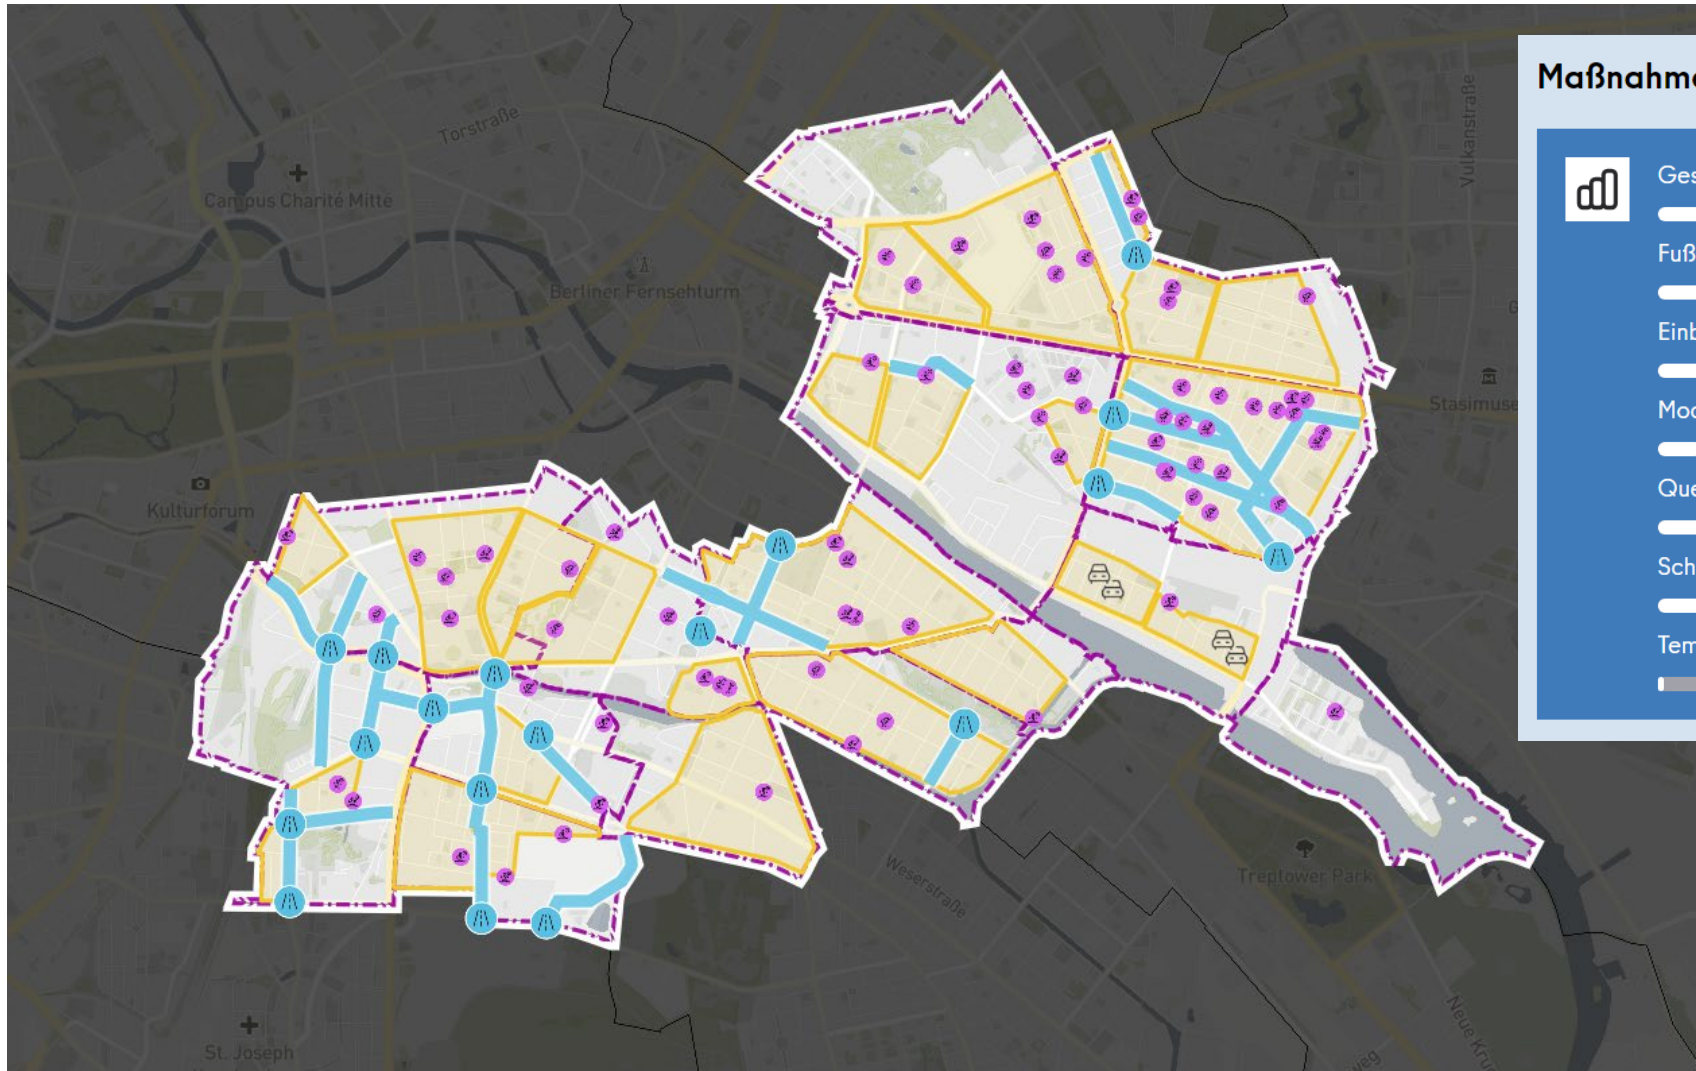 Torstraße
Campus Charité Mitte
Berliner Fernsehturm
Kulturforum
Vulkanstraße
Stasimuse
Weserstraße
Treptower Park
St. Joseph
Neue Kru
weg
Maßnahme
Ges
Fuß
Einb
Mod
Que
Sch
Tem